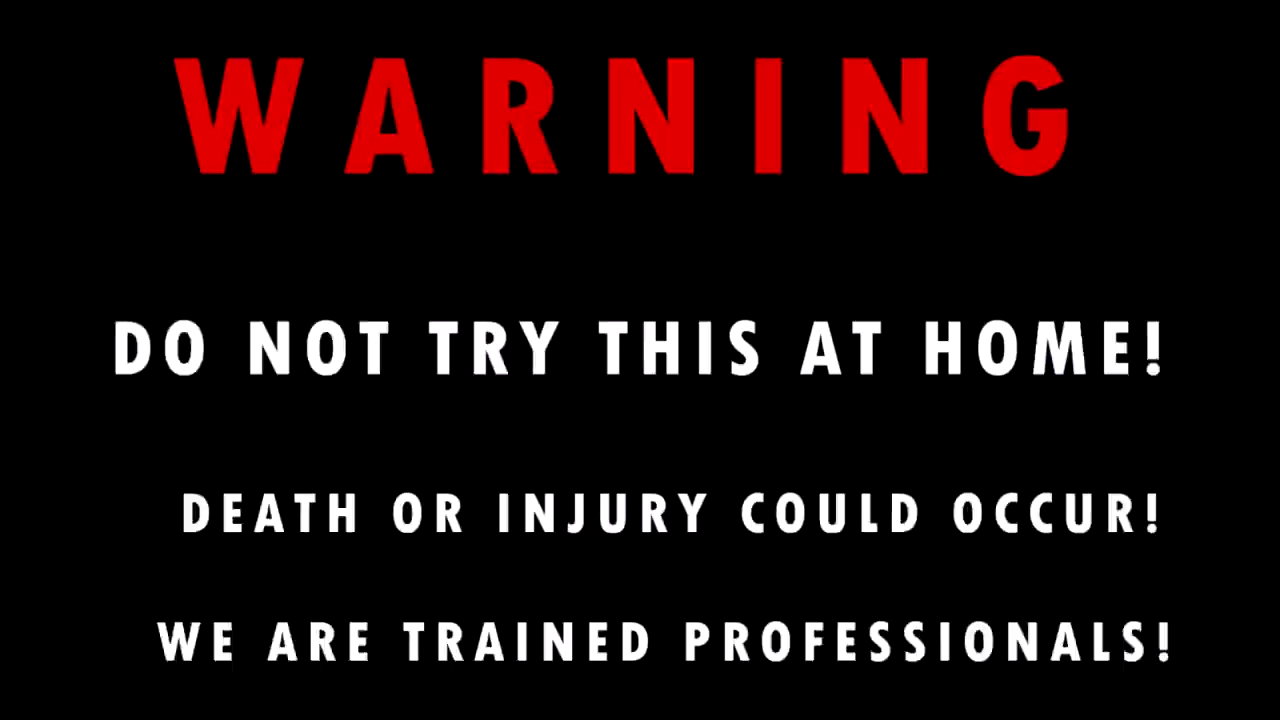 WARNING
DO NOT TRY THIS AT HOME!
DEATH OR INJURY COULD OCCUR!
WE ARE TRAINED PROFESSIONALS!